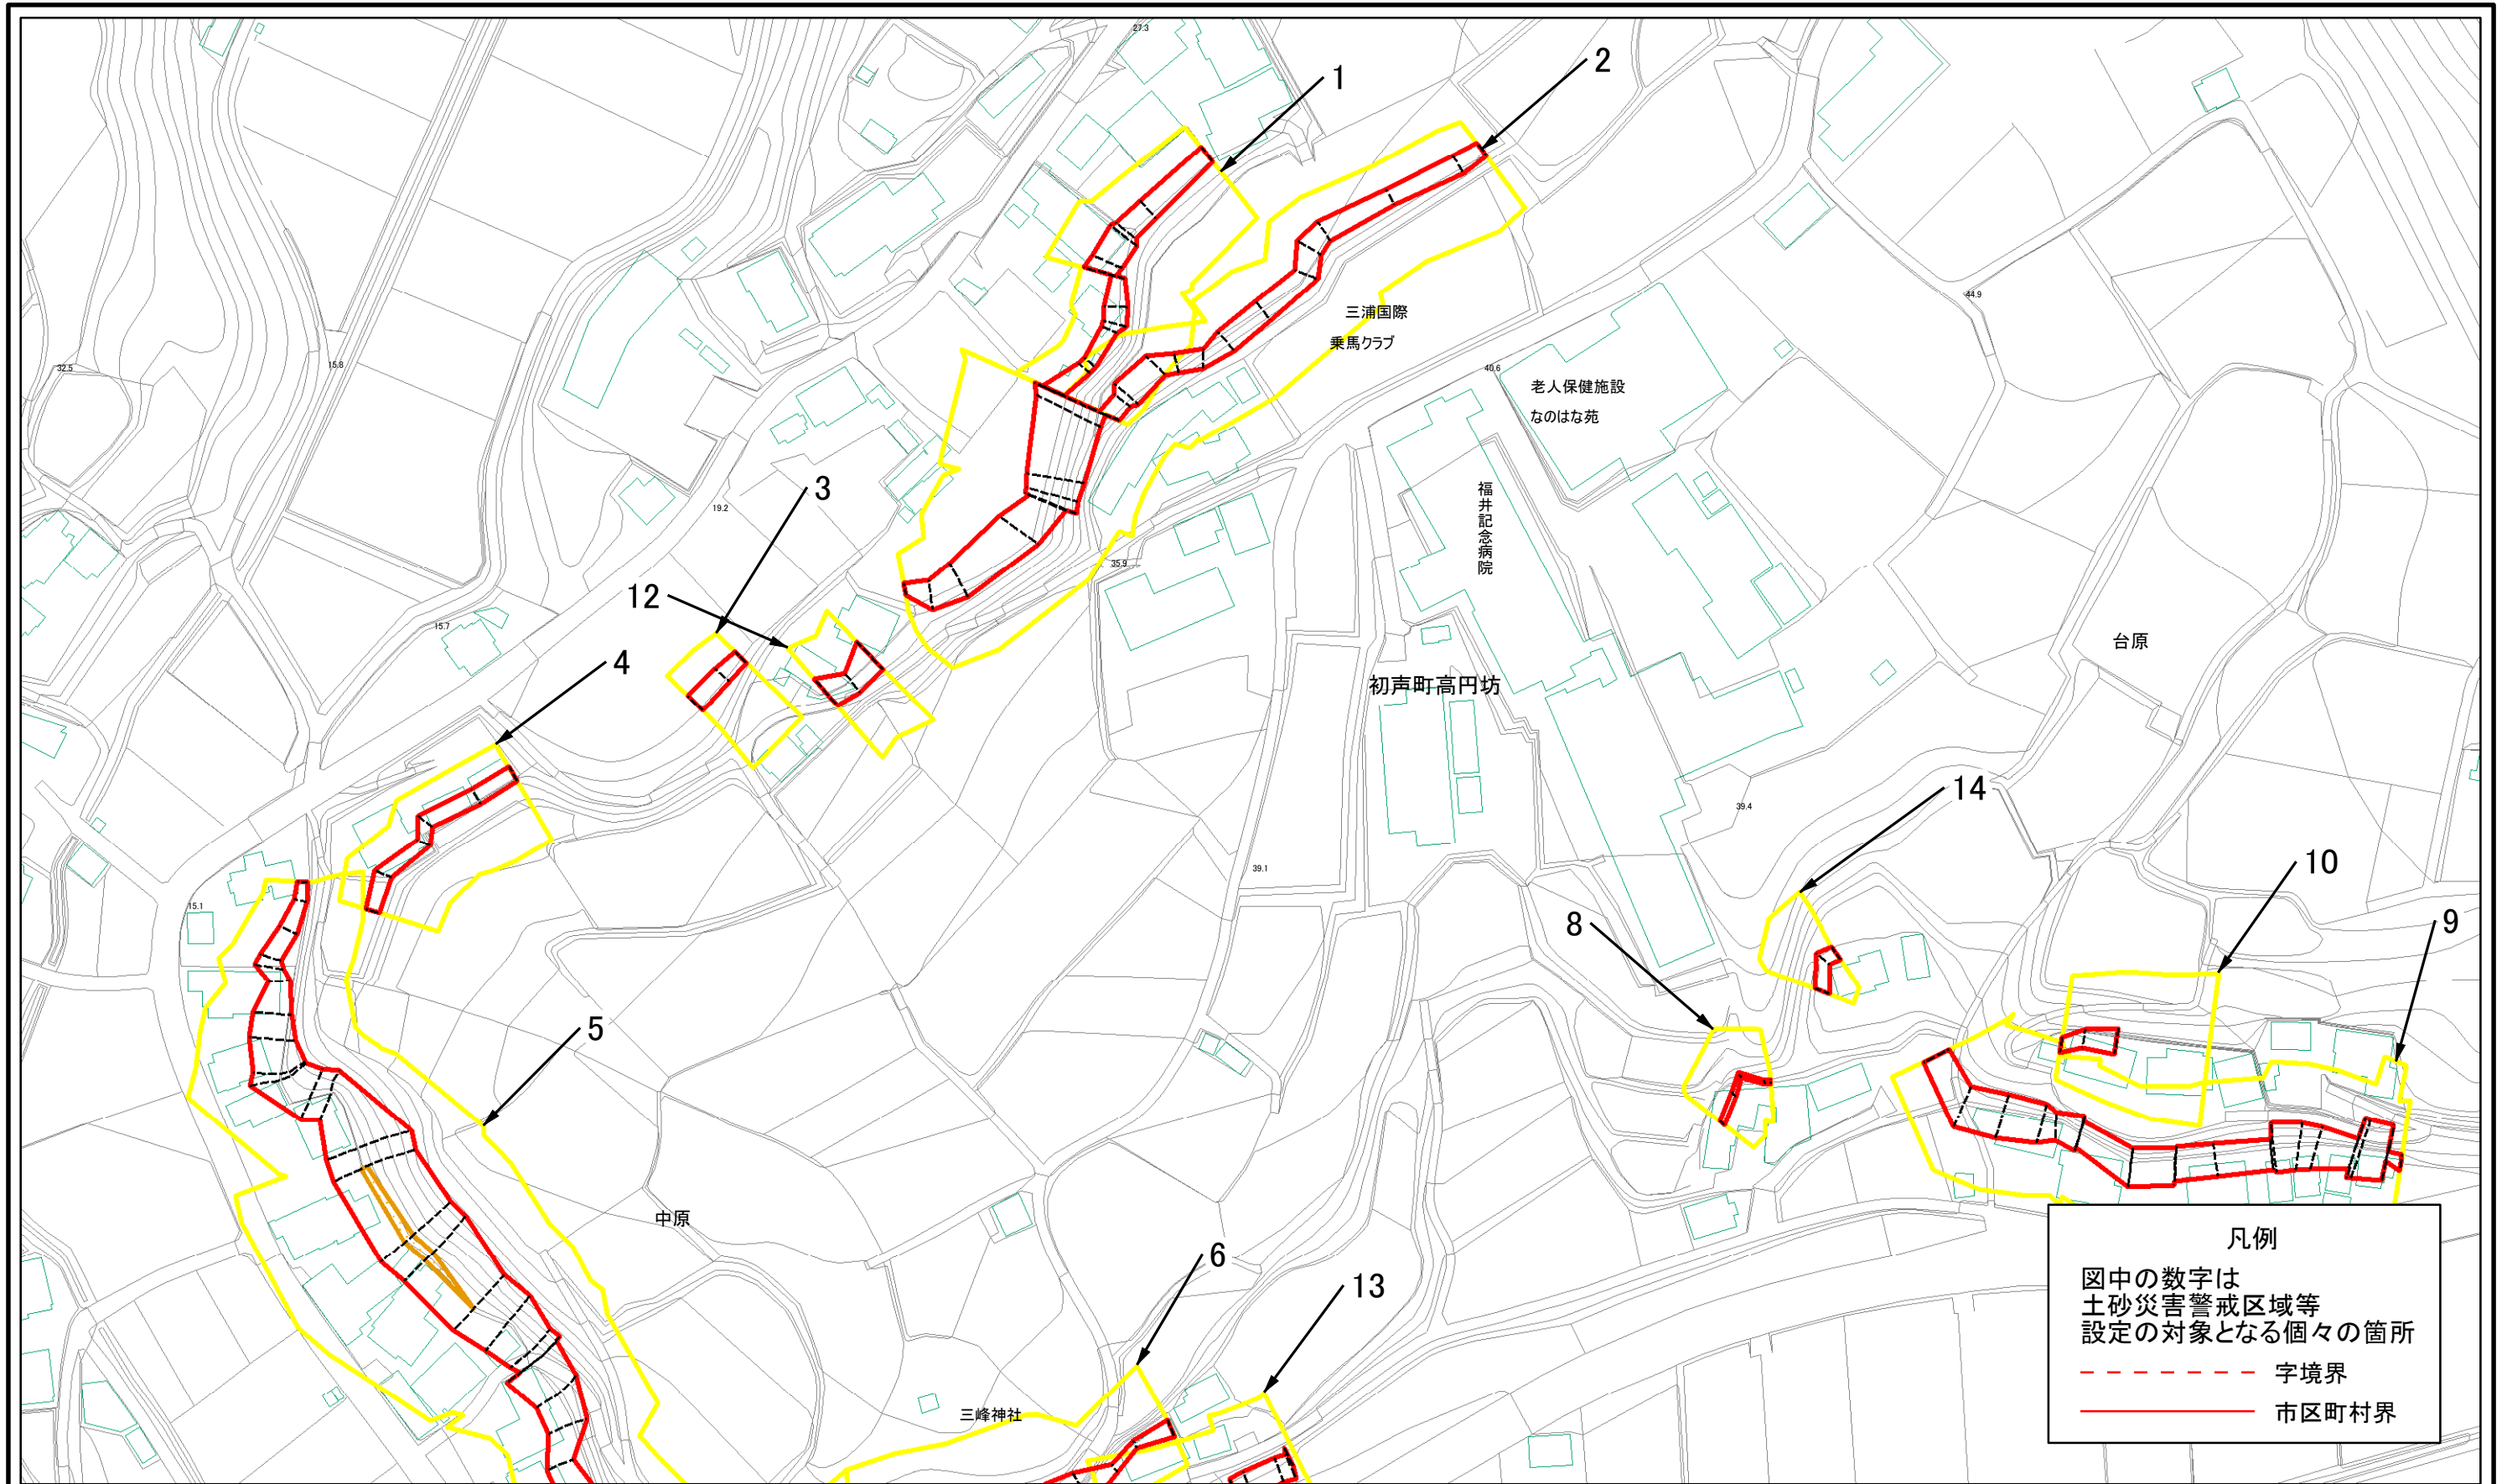 27.3
1
2
32.5
15.8
三浦国際
乗馬クラブ
44.9
40.6
老人保健施設
なのはな苑
3
19.2
福井記念病院
35.9
12
15.7
4
台原
初声町高円坊
14
39.4
10
39.1
15.1
8
9
5
中原
6
13
三峰神社
凡例
図中の数字は
土砂災害警戒区域等
設定の対象となる個々の箇所
字境界
市区町村界